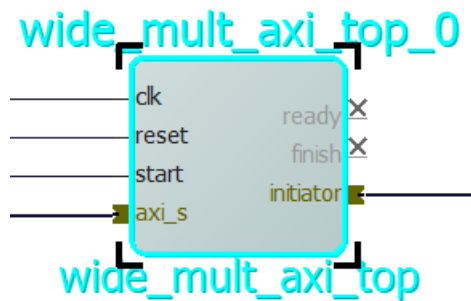 wide_mult_axi_top_0
clk
ready
reset
finish
start
initiator
axi_s
wide_mult_axi_top